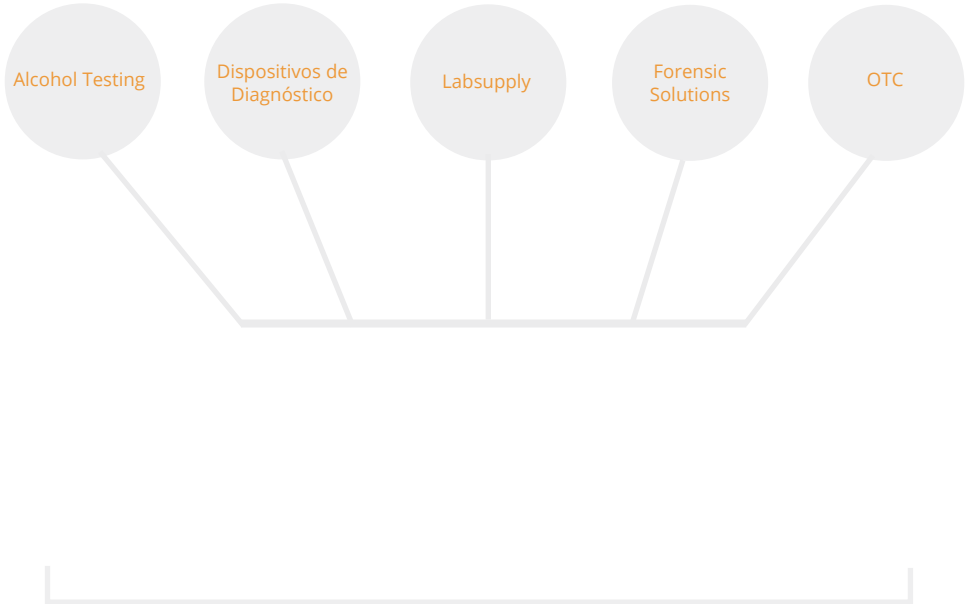 Alcohol Testing
Dispositivos de
Diagnóstico
Labsupply
Forensic
Solutions
OTC